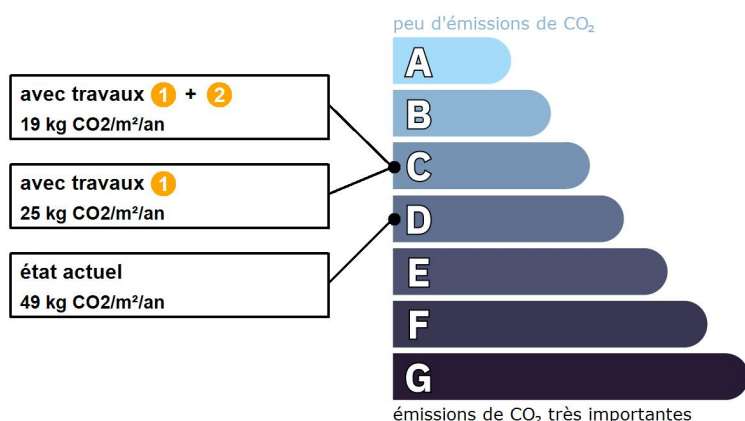 peu d'émissions de CO₂
A
B
C
D
E
F
G
émissions de CO₂ très importantes
avec travaux 1 + 2
19 kg CO2/m²/an
avec travaux 1
25 kg CO2/m²/an
état actuel
49 kg CO2/m²/an